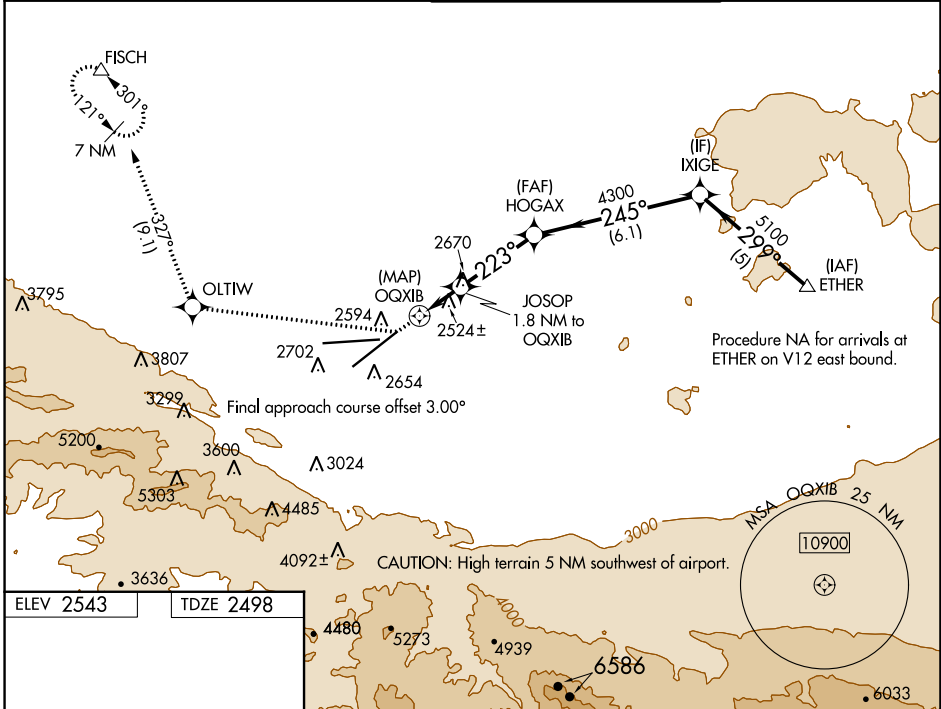 FISCH
301°
121°
7 NM
327°
(9.1)
OLTIW
(IF)
IXIGE
(FAF)
HOGAX
4300
245°
(6.1)
5100
299°
(5)
(IAF)
ETHER
2670
223°
(MAP)
OQXIB
JOSOP
1.8 NM to
OQXIB
2594
2524±
2702
2654
3795
3807
3299
Procedure NA for arrivals at
ETHER on V12 east bound.
Final approach course offset 3.00°
5200
3600
3024
5303
4485
4092±
3636
3000
MSA OQXIB 25 NM
10900
CAUTION: High terrain 5 NM southwest of airport.
ELEV 2543
TDZE 2498
4000
4480
5273
4939
6586
6033